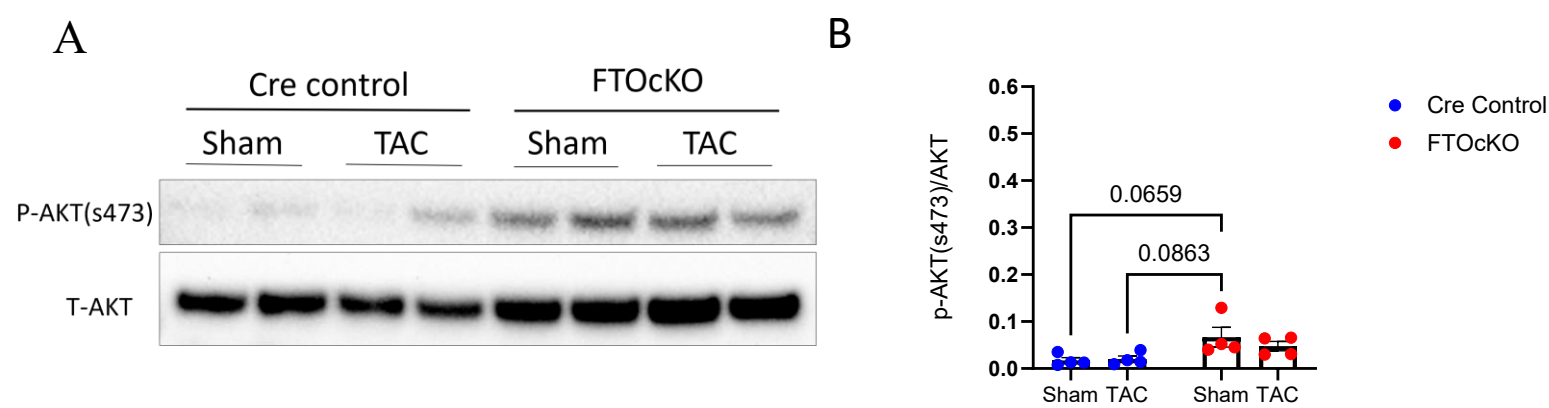 A
Cre control
FTOcKO
Sham
TAC
Sham
TAC
P-AKT(s473)
T-AKT
B
p-AKT(s473)/AKT
0.6
0.5
0.4
0.3
0.2
0.1
0.0
0.0659
0.0863
Sham TAC
Sham TAC
Cre Control
FTOcKO